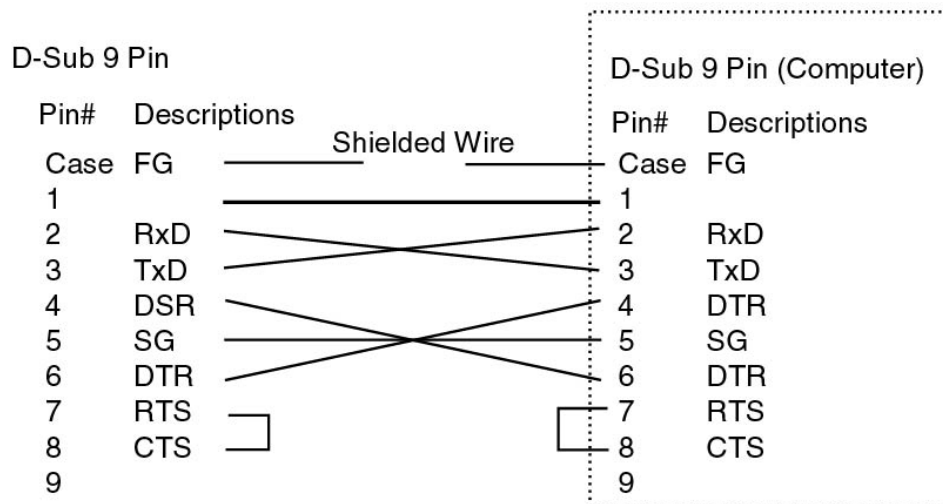 D-Sub 9 Pin
Pin# Descriptions
Case FG
1
2 RxD
3 TxD
4 DSR
5 SG
6 DTR
7 RTS
8 CTS
9
Shielded Wire
D-Sub 9 Pin (Computer)
Pin# Descriptions
Case FG
1
2 RxD
3 TxD
4 DTR
5 SG
6 DTR
7 RTS
8 CTS
9